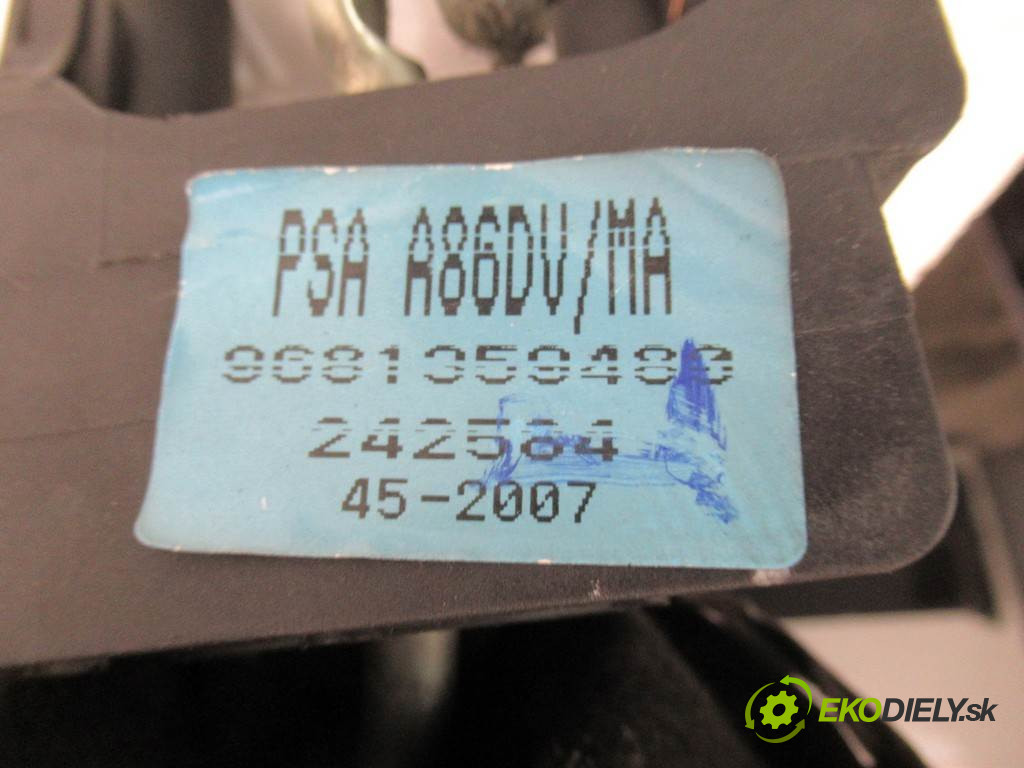 PSA A86DV/MA
9681359480
242584
45-2007
EKODIELY.sk